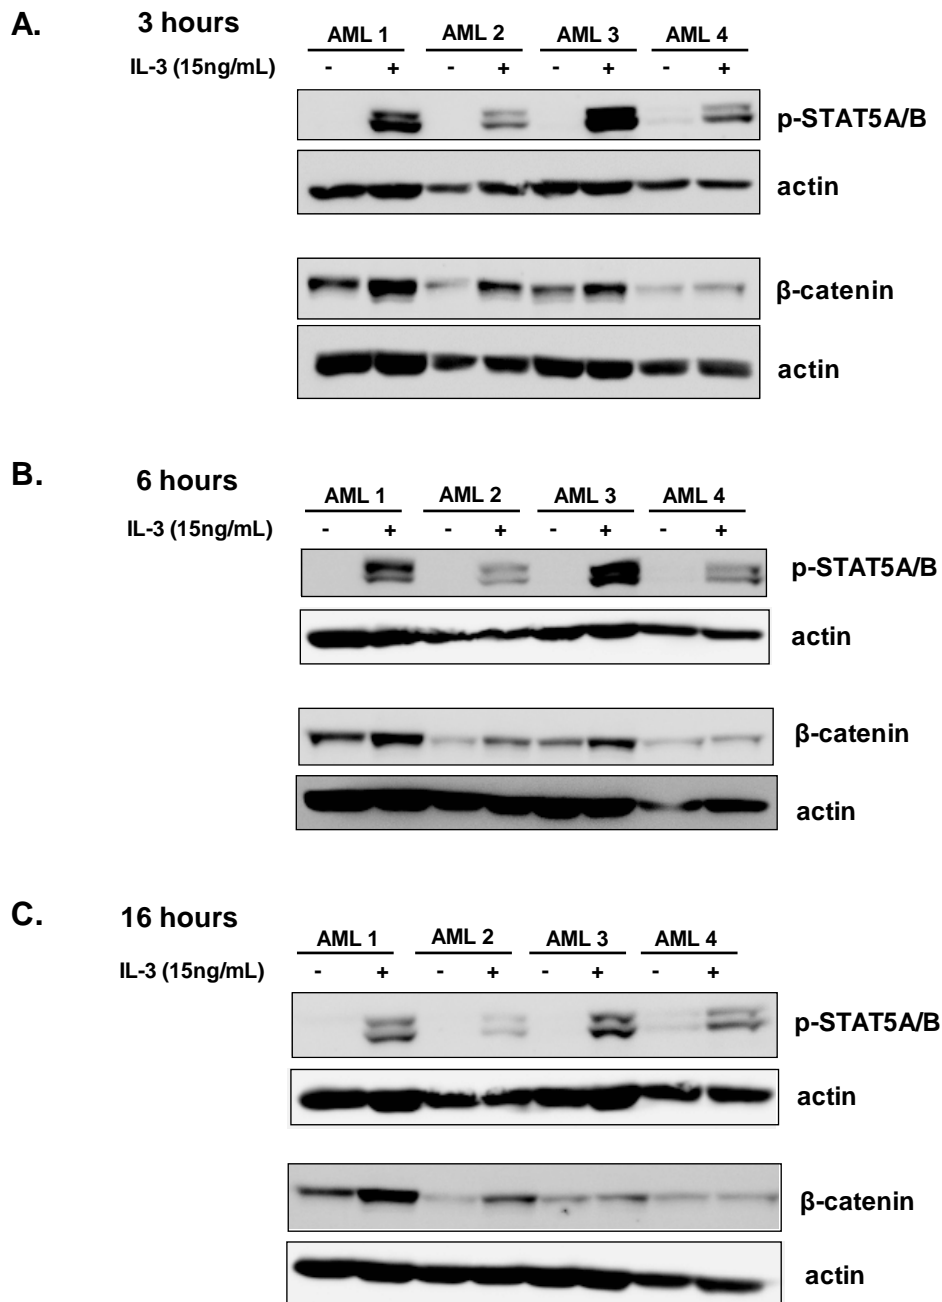 A.
3 hours
AML 1 AML 2 AML 3 AML 4
IL-3 (15ng/mL) - + - + - + - +
p-STAT5A/B
actin
β-catenin
actin
B.
6 hours
AML 1 AML 2 AML 3 AML 4
IL-3 (15ng/mL) - + - + - + - +
p-STAT5A/B
actin
β-catenin
actin
C.
16 hours
AML 1 AML 2 AML 3 AML 4
IL-3 (15ng/mL) - + - + - + - +
p-STAT5A/B
actin
β-catenin
actin